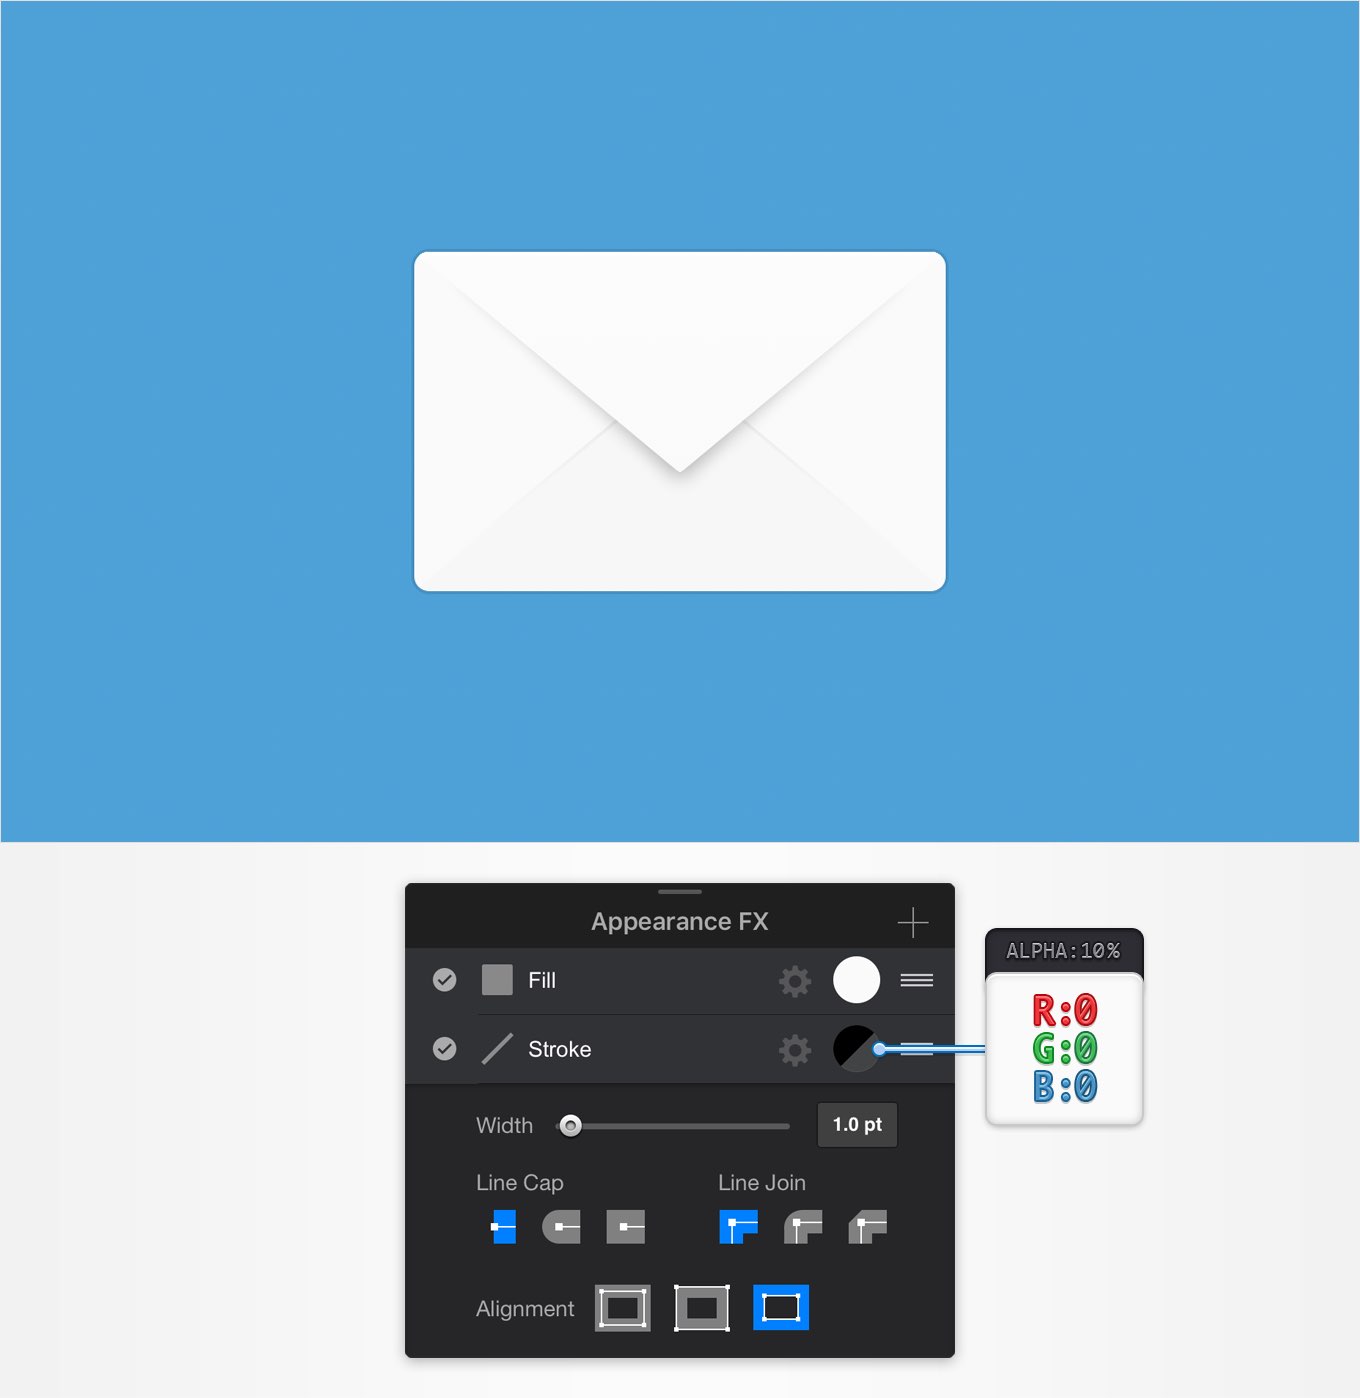 Appearance FX
Fill
Stroke
Width
1.0 pt
Line Cap
Line Join
Alignment
ALPHA:10%
R:0
G:0
B:0